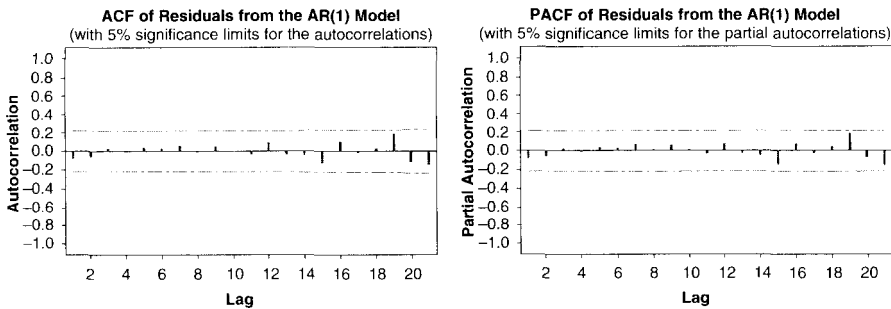 ACF of Residuals from the AR(1) Model
(with 5% significance limits for the autocorrelations)
Autocorrelation
1.0
0.8
0.6
0.4
0.2
0.0
−0.2
−0.4
−0.6
−0.8
−1.0
2 4 6 8 10 12 14 16 18 20
Lag
PACF of Residuals from the AR(1) Model
(with 5% significance limits for the partial autocorrelations)
Partial Autocorrelation
1.0
0.8
0.6
0.4
0.2
0.0
−0.2
−0.4
−0.6
−0.8
−1.0
2 4 6 8 10 12 14 16 18 20
Lag